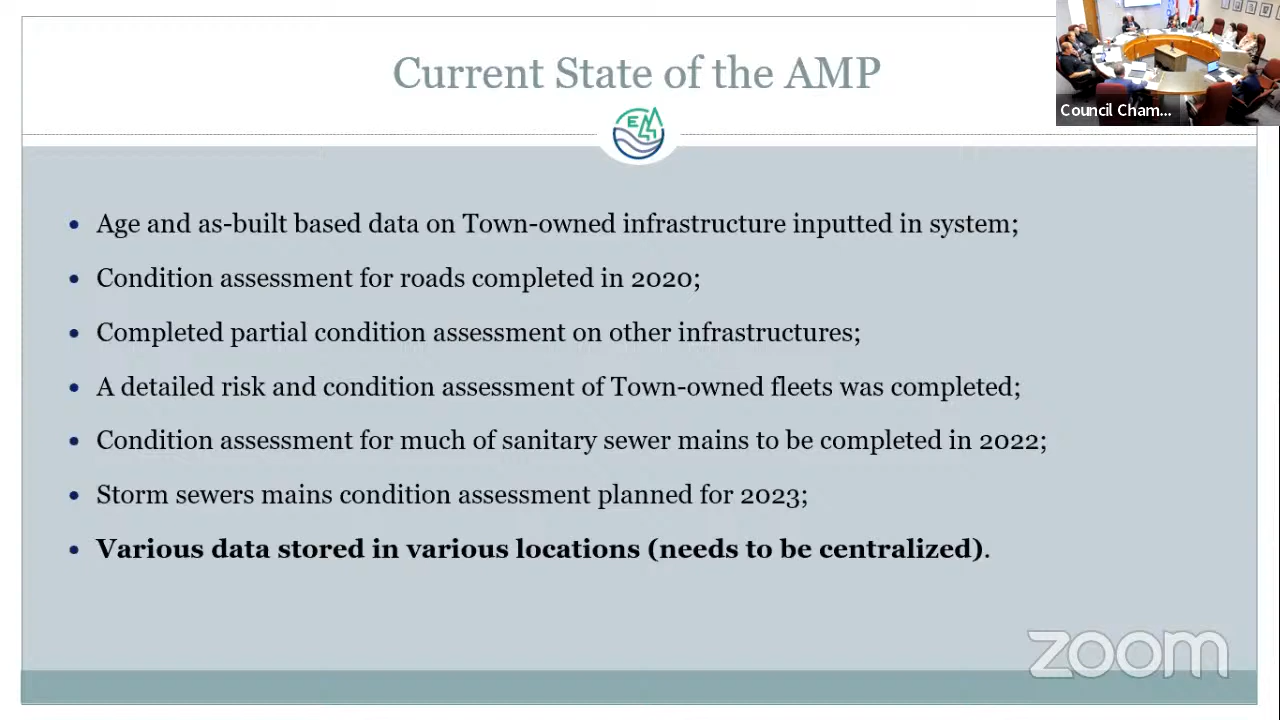 Current State of the AMP
Council Cham...
E
• Age and as-built based data on Town-owned infrastructure inputted in system;
• Condition assessment for roads completed in 2020;
• Completed partial condition assessment on other infrastructures;
• A detailed risk and condition assessment of Town-owned fleets was completed;
• Condition assessment for much of sanitary sewer mains to be completed in 2022;
• Storm sewers mains condition assessment planned for 2023;
• Various data stored in various locations (needs to be centralized).
zoom